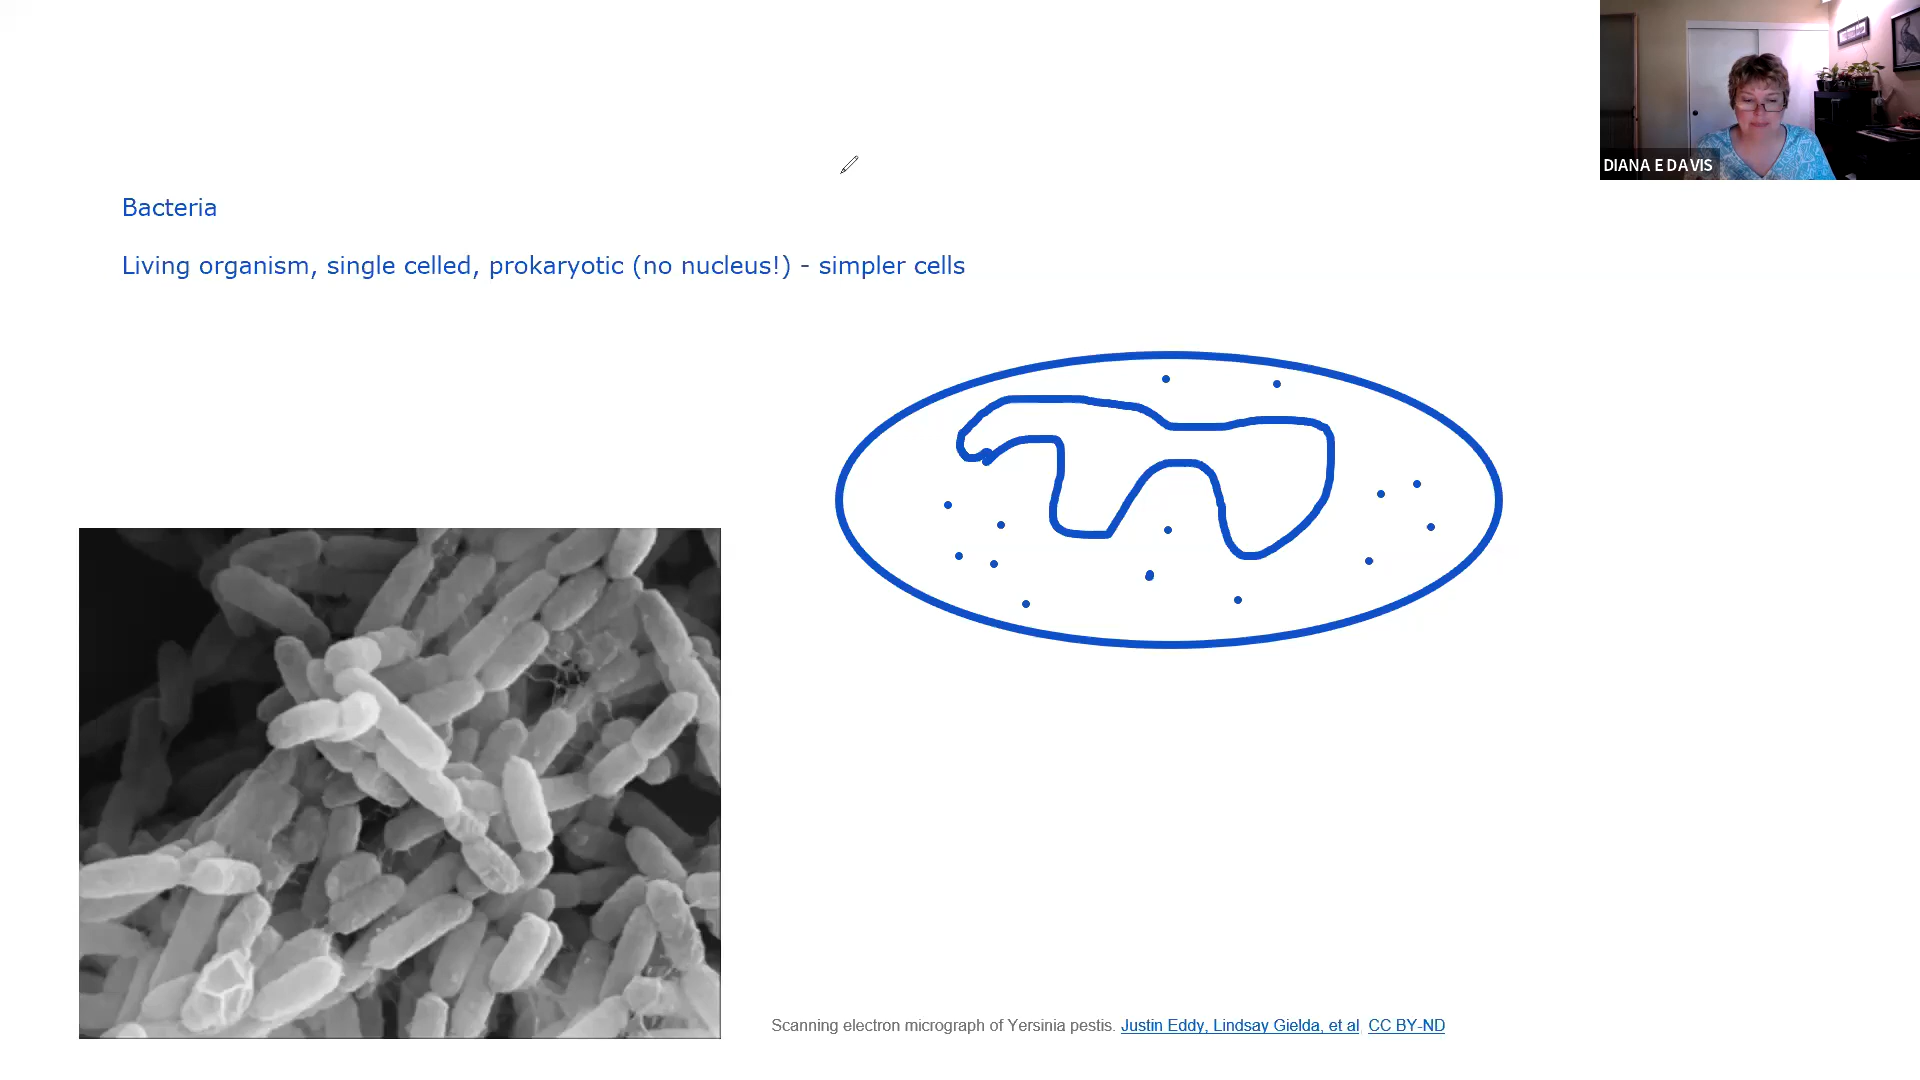 DIANA E DAVIS
Bacteria
Living organism, single celled, prokaryotic (no nucleus!) - simpler cells
Scanning electron micrograph of Yersinia pestis. Justin Eddy, Lindsay Gielda, et al CC BY-ND